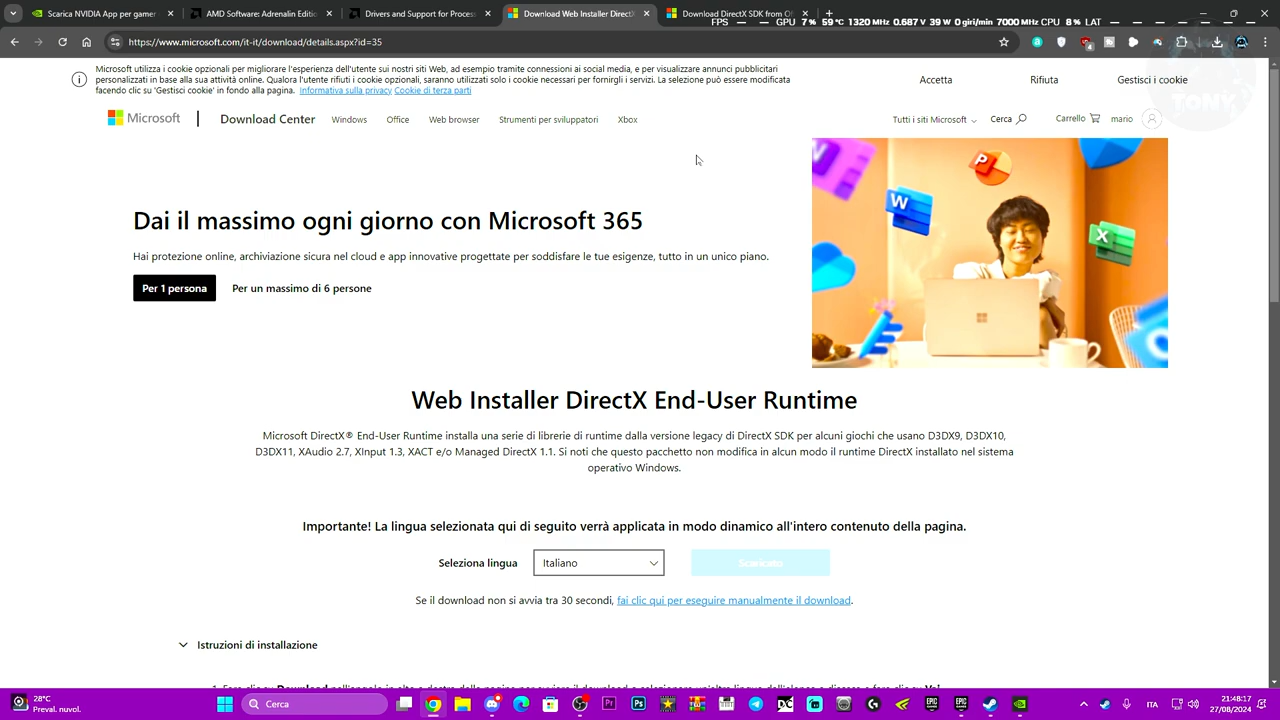 Scarica NVIDIA App per gamer
AMD Software: Adrenalin Edition
Drivers and Support for Process
Download Web Installer DirectX
Download DirectX SDK from Of
FPS — — GPU 7 % 59 °C 1320 MHz 0.687 V 39 W 0 giri/min 7000 MHz CPU 8 % LAT —
https://www.microsoft.com/it-it/download/details.aspx?id=35
4
Microsoft utilizza i cookie opzionali per migliorare l'esperienza dell'utente sui nostri siti Web, ad esempio tramite connessioni ai social media, e per visualizzare annunci pubblicitari
personalizzati in base alla sua attività online. Qualora l'utente rifiuti i cookie opzionali, saranno utilizzati solo i cookie necessari per fornirgli i servizi. La selezione può essere modificata
facendo clic su 'Gestisci cookie' in fondo alla pagina. Informativa sulla privacy Cookie di terza parti
Accetta
Rifiuta
Gestisci i cookie
TONY
Microsoft
Download Center
Windows
Office
Web browser
Strumenti per sviluppatori
Xbox
Tutti i siti Microsoft
Cerca
Carrello
mario
Dai il massimo ogni giorno con Microsoft 365
Hai protezione online, archiviazione sicura nel cloud e app innovative progettate per soddisfare le tue esigenze, tutto in un unico piano.
Per 1 persona
Per un massimo di 6 persone
N
P
W
X
Web Installer DirectX End-User Runtime
Microsoft DirectX® End-User Runtime installa una serie di librerie di runtime dalla versione legacy di DirectX SDK per alcuni giochi che usano D3DX9, D3DX10,
D3DX11, XAudio 2.7, XInput 1.3, XACT e/o Managed DirectX 1.1. Si noti che questo pacchetto non modifica in alcun modo il runtime DirectX installato nel sistema
operativo Windows.
Importante! La lingua selezionata qui di seguito verrà applicata in modo dinamico all'intero contenuto della pagina.
Seleziona lingua
Italiano
Scaricato
Se il download non si avvia tra 30 secondi, fai clic qui per eseguire manualmente il download.
Istruzioni di installazione
28°C
Preval. nuvol.
Cerca
Pr
Ps
DC
EPIC
EPIC
ITA
21:48:17
27/08/2024